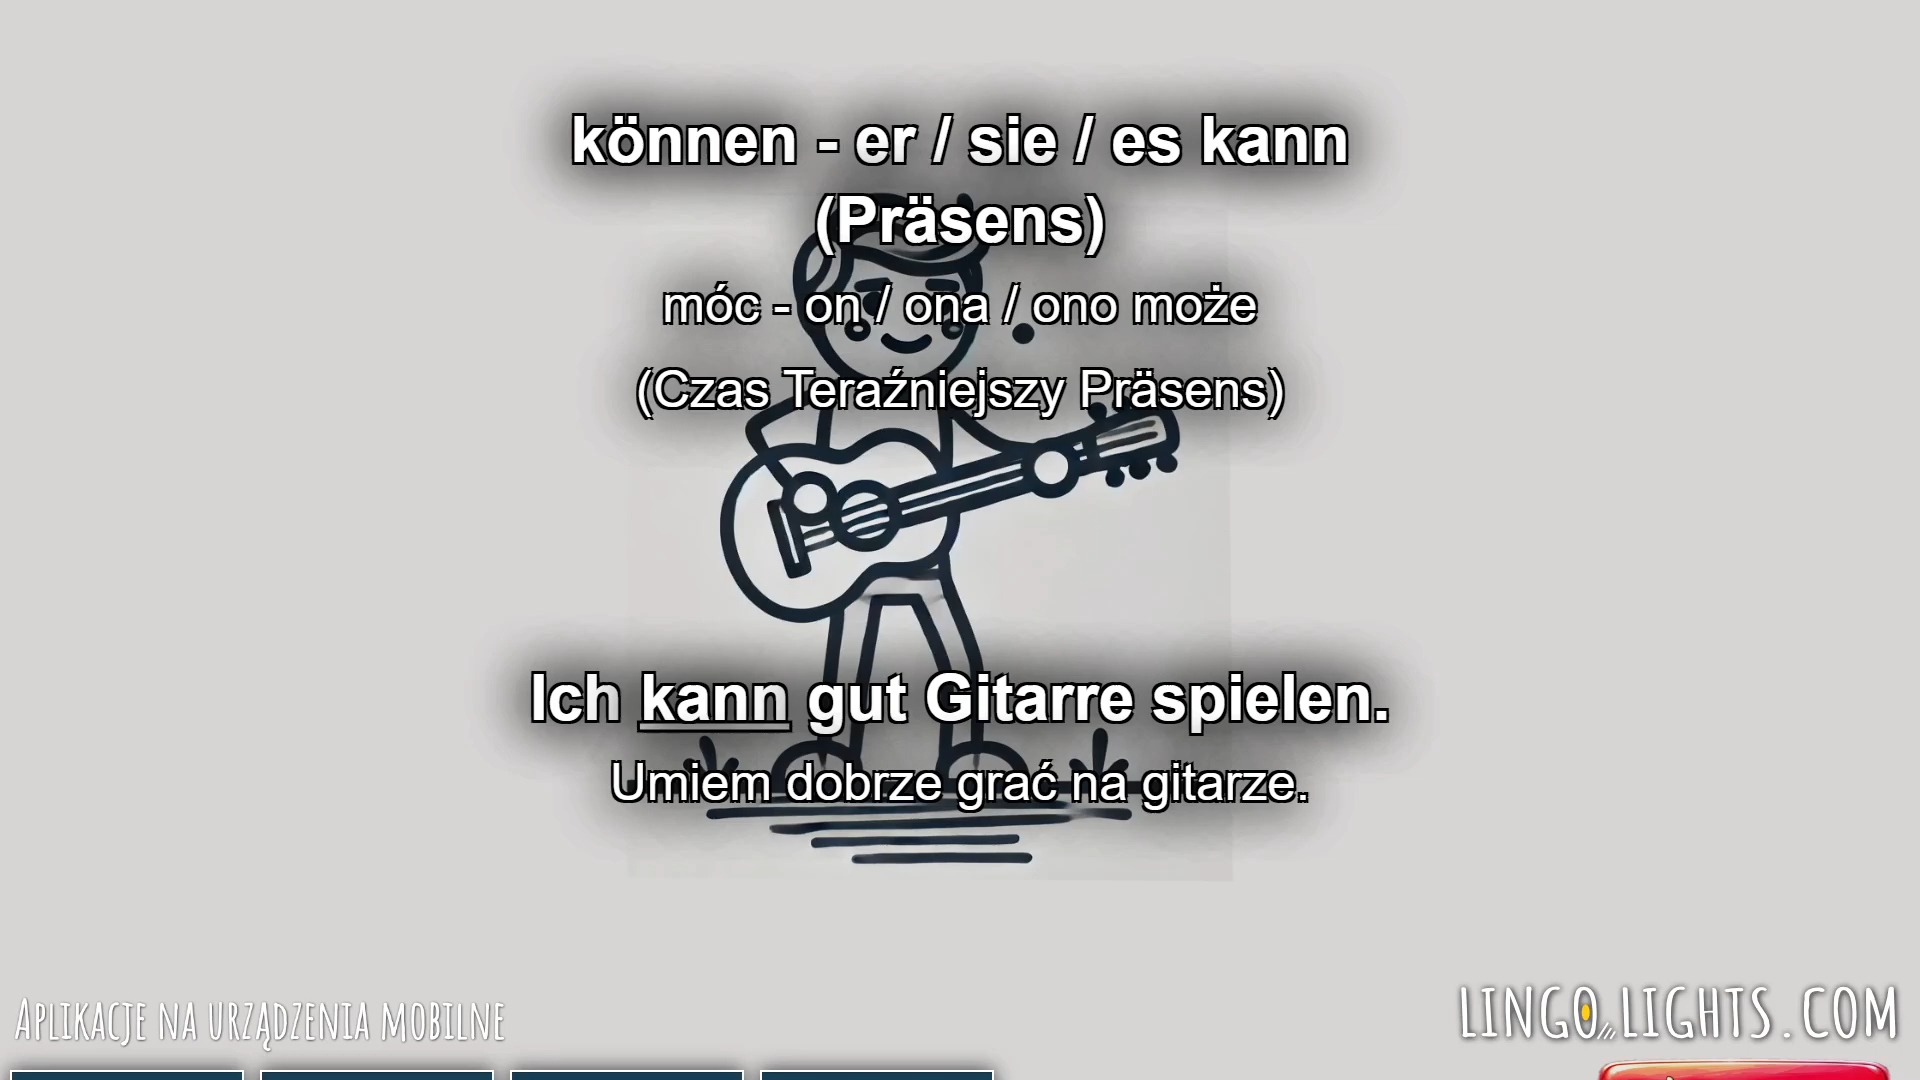 können - er / sie / es kann
(Präsens)
móc - on / ona / ono może
(Czas Teraźniejszy Präsens)
Ich kann gut Gitarre spielen.
Umiem dobrze grać na gitarze.
Aplikacje na urządzenia mobilne
LINGO LIGHTS.COM